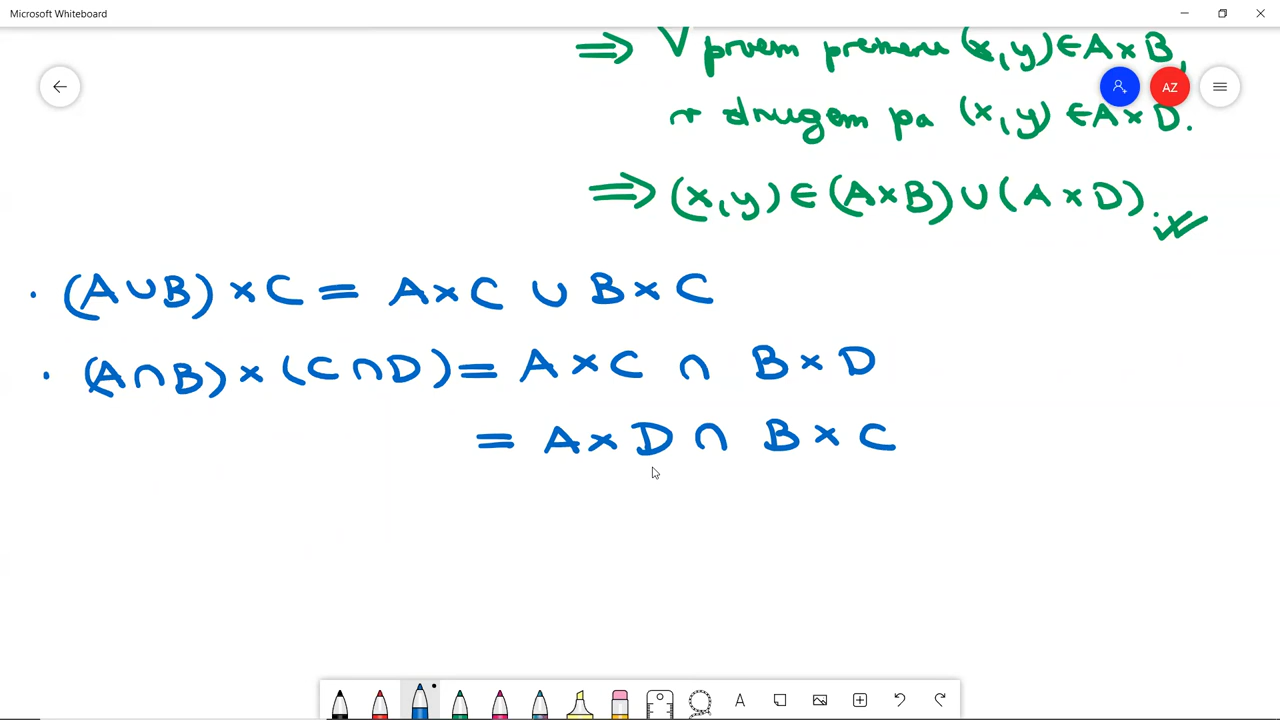 Microsoft Whiteboard
⇒ V prvem primeru (x,y)∈A×B,
AZ
v drugem pa (x,y)∈A×D.
⇒ (x,y)∈(A×B)∪(A×D).
· (A∪B)×C = A×C ∪ B×C
· (A∩B)×(C∩D) = A×C ∩ B×D
= A×D ∩ B×C
A